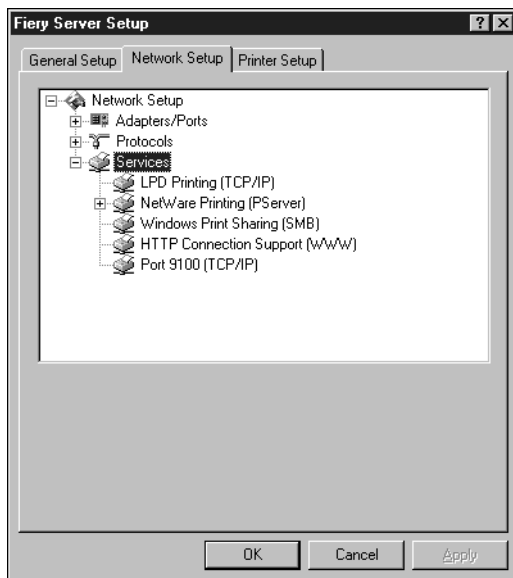 Fiery Server Setup
General Setup Network Setup Printer Setup
Network Setup
Adapters/Ports
Protocols
Services
LPD Printing (TCP/IP)
NetWare Printing (PServer)
Windows Print Sharing (SMB)
HTTP Connection Support (WWW)
Port 9100 (TCP/IP)
OK Cancel Apply